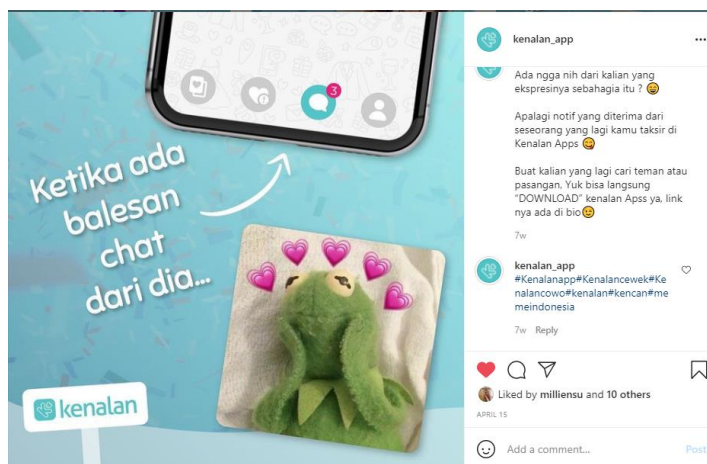 3
Ketika ada
balesan
chat
dari dia...
kenalan
kenalan_app
Ada ngga nih dari kalian yang
ekspresinya sebahagia itu ?
Apalagi notif yang diterima dari
seseorang yang lagi kamu taksir di
Kenalan Apps
Buat kalian yang lagi cari teman atau
pasangan, Yuk bisa langsung
"DOWNLOAD" kenalan Apss ya, link
nya ada di bio
7w
kenalan_app
#Kenalanapp#Kenalancewek#Ke
nalancowo#kenalan#kencan#me
meindonesia
7w Reply
Liked by milliensu and 10 others
APRIL 15
Add a comment...
Post